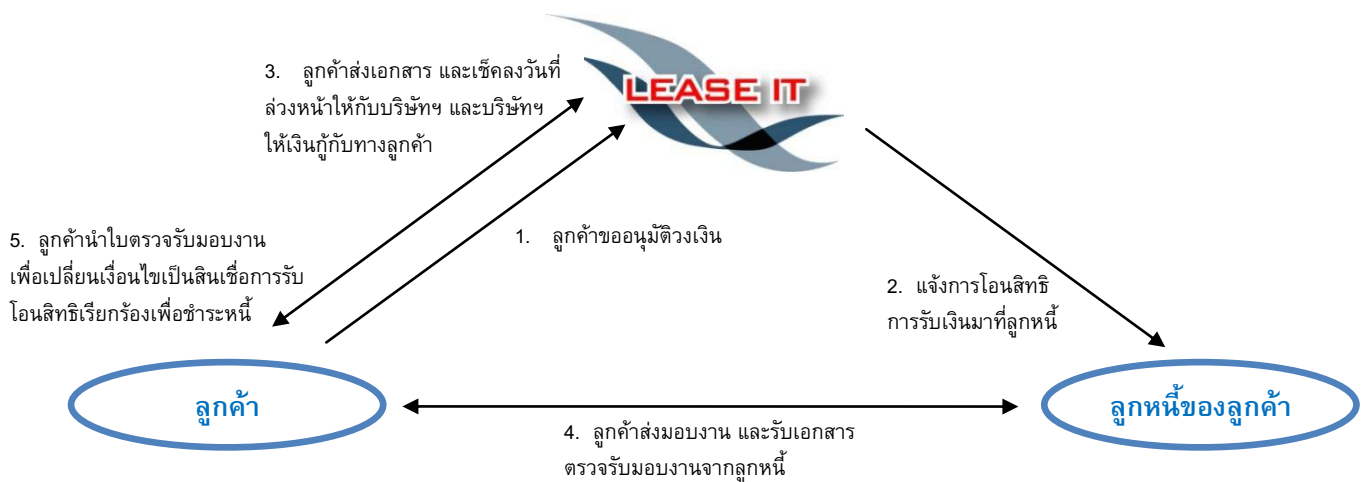 LEASE IT
3. ลูกค้าส่งเอกสาร และเช็คลงวันที่
ล่วงหน้าให้กับบริษัทฯ และบริษัทฯ
ให้เงินกู้กับทางลูกค้า
1. ลูกค้าขออนุมัติวงเงิน
5. ลูกค้านำใบตรวจรับมอบงาน
เพื่อเปลี่ยนเงื่อนไขเป็นสินเชื่อการรับ
โอนสิทธิเรียกร้องเพื่อชำระหนี้
2. แจ้งการโอนสิทธิ
การรับเงินมาที่ลูกหนี้
ลูกค้า
ลูกหนี้ของลูกค้า
4. ลูกค้าส่งมอบงาน และรับเอกสาร
ตรวจรับมอบงานจากลูกหนี้